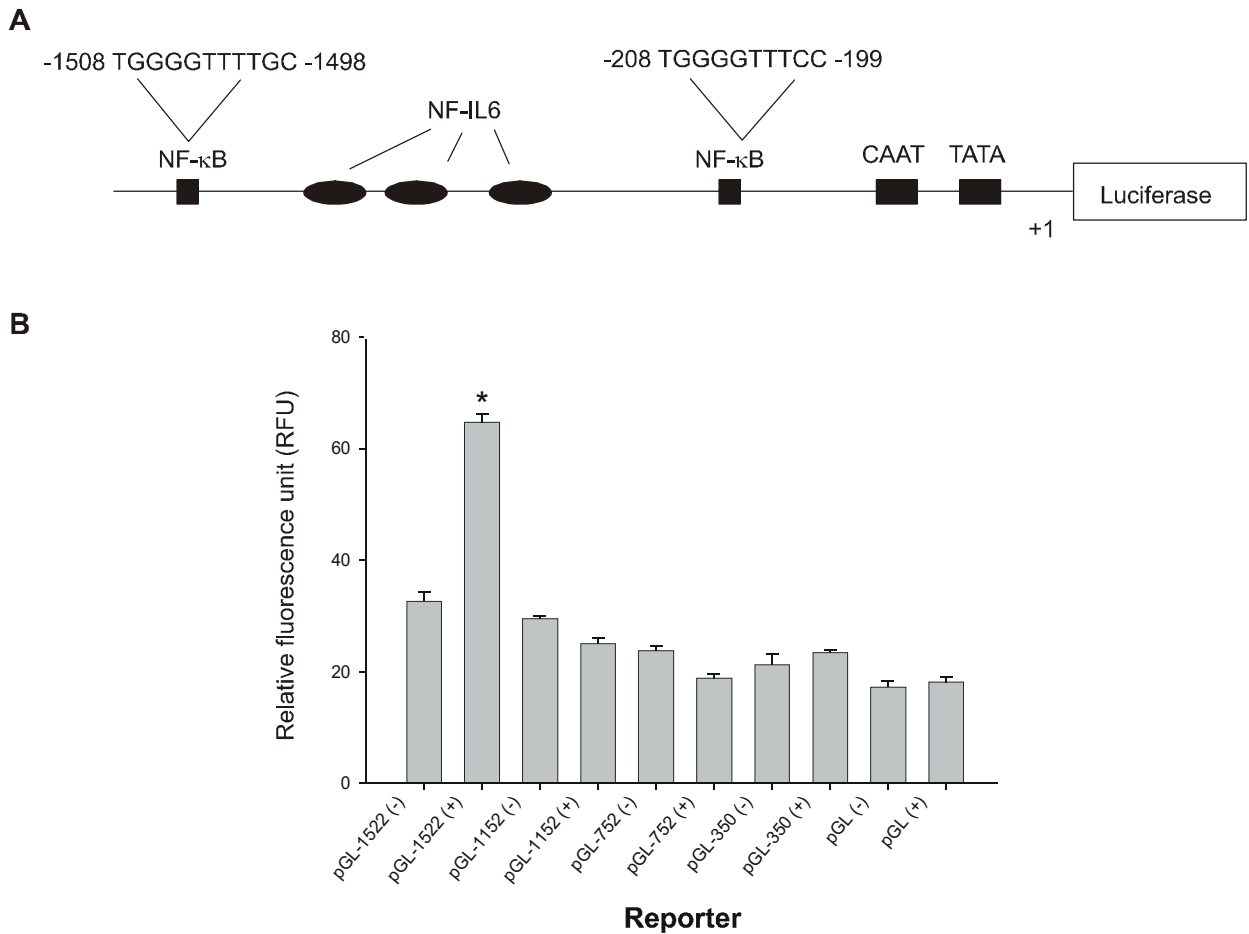 A
-1508 TGGGGTTTTGC -1498
-208 TGGGGTTTCC -199
NF-IL6
NF-κB
NF-κB
CAAT
TATA
Luciferase
+1
B
80
60
40
20
0
Relative fluorescence unit (RFU)
*
pGL-1522 (-)
pGL-1522 (+)
pGL-1152 (-)
pGL-1152 (+)
pGL-752 (-)
pGL-752 (+)
pGL-350 (-)
pGL-350 (+)
pGL (-)
pGL (+)
Reporter